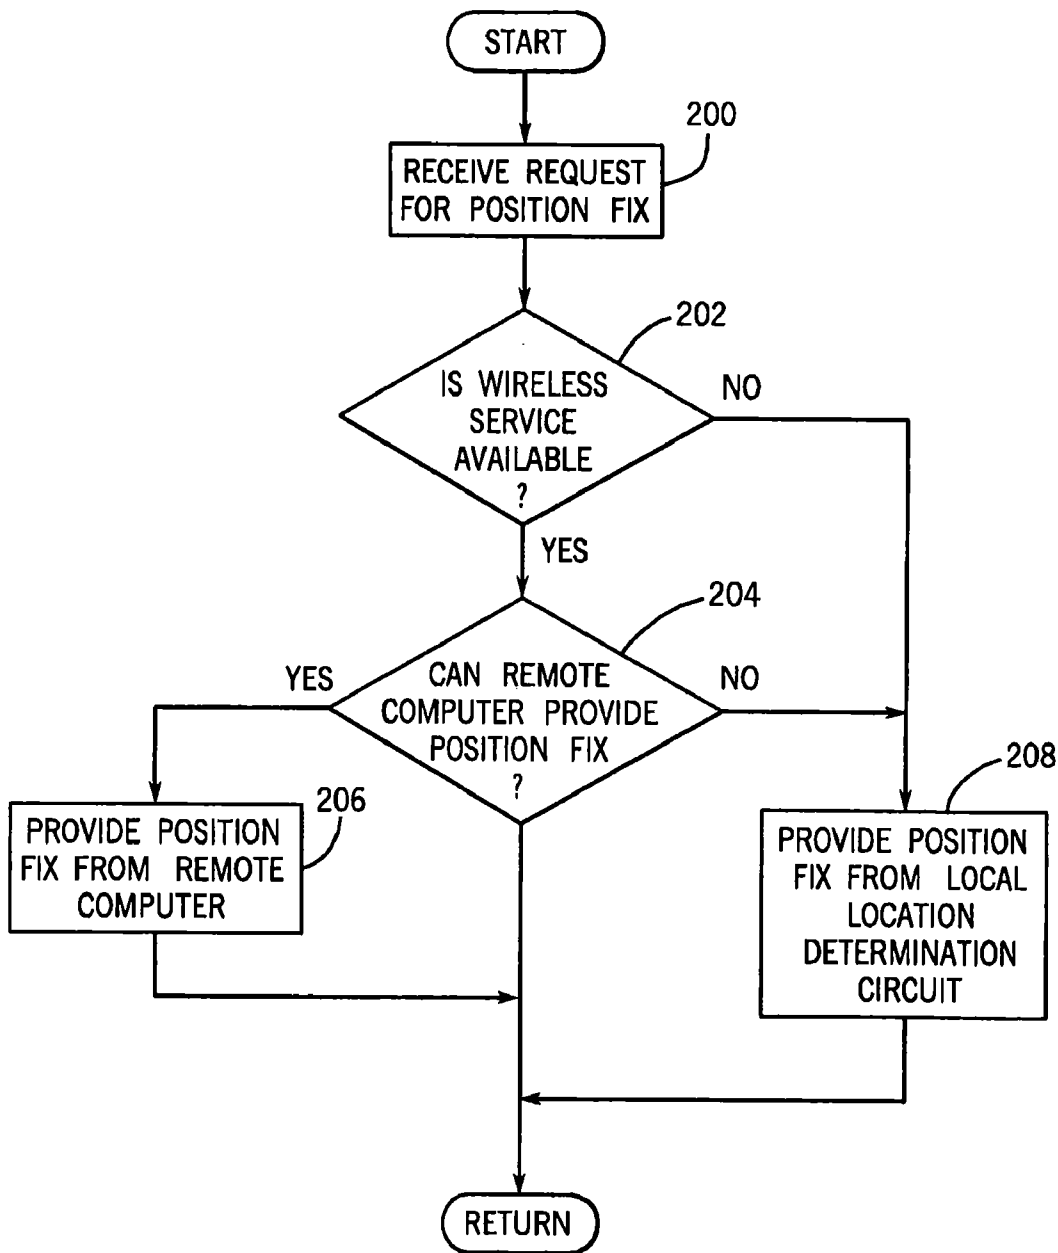 START
200
RECEIVE REQUEST
FOR POSITION FIX
202
IS WIRELESS
SERVICE
AVAILABLE
?
NO
YES
204
YES
CAN REMOTE
COMPUTER PROVIDE
POSITION FIX
?
NO
206
PROVIDE POSITION
FIX FROM REMOTE
COMPUTER
208
PROVIDE POSITION
FIX FROM LOCAL
LOCATION
DETERMINATION
CIRCUIT
RETURN